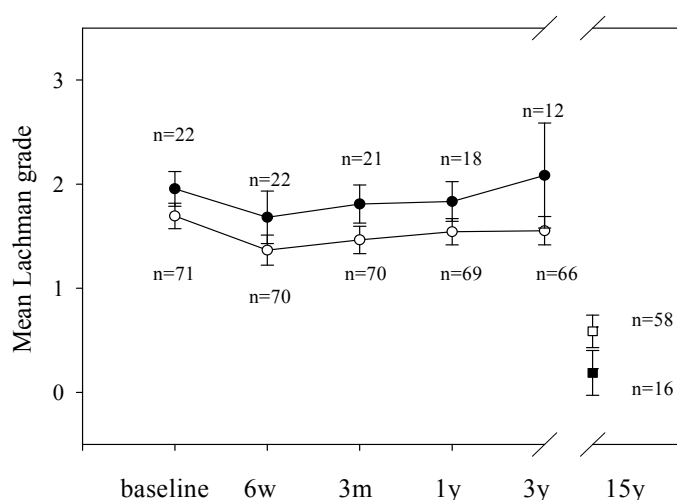 Mean Lachman grade
3
2
1
0
n=22
n=22
n=21
n=18
n=12
n=71
n=70
n=70
n=69
n=66
n=58
n=16
baseline 6w 3m 1y 3y 15y